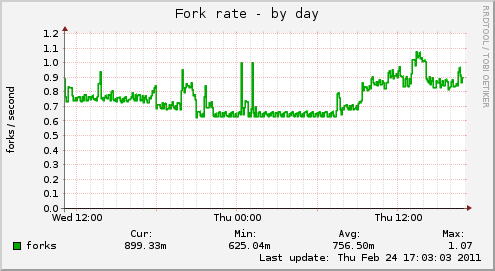 Fork rate - by day
RRDTOOL / TOBI OETIKER
forks / second
1.2
1.1
1.0
0.9
0.8
0.7
0.6
0.5
0.4
0.3
0.2
0.1
0.0
Wed 12:00 Thu 00:00 Thu 12:00
Cur: Min: Avg: Max:
forks 899.33m 625.04m 756.50m 1.07
Last update: Thu Feb 24 17:03:03 2011